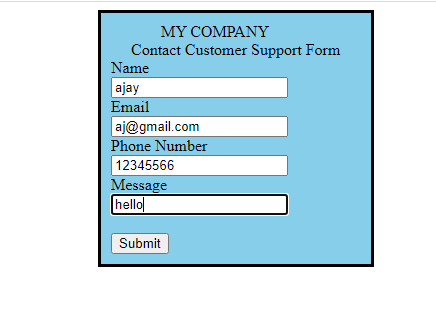 MY COMPANY
Contact Customer Support Form
Name
ajay
Email
aj@gmail.com
Phone Number
12345566
Message
hello
Submit